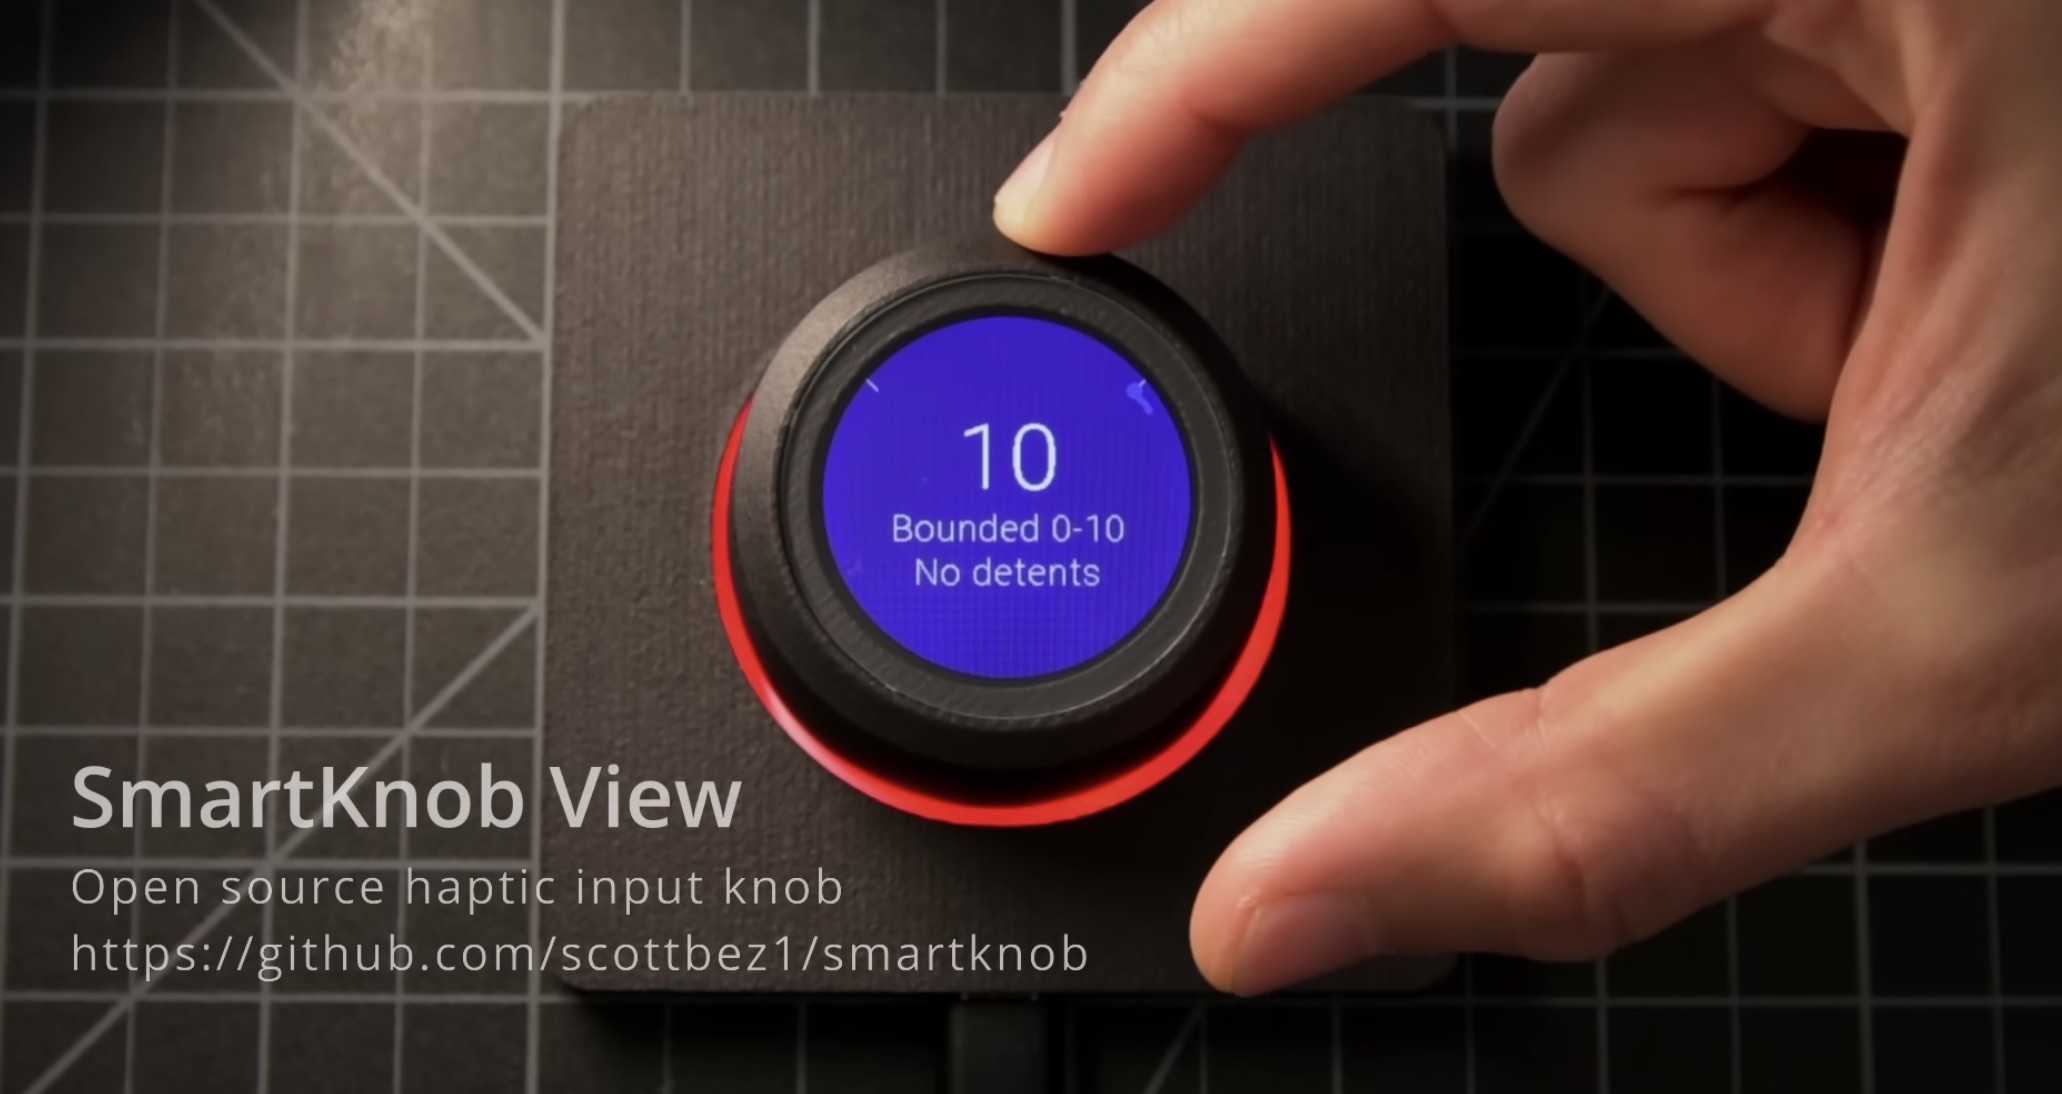 10
Bounded 0-10
No detents
SmartKnob View
Open source haptic input knob
https://github.com/scottbez1/smartknob